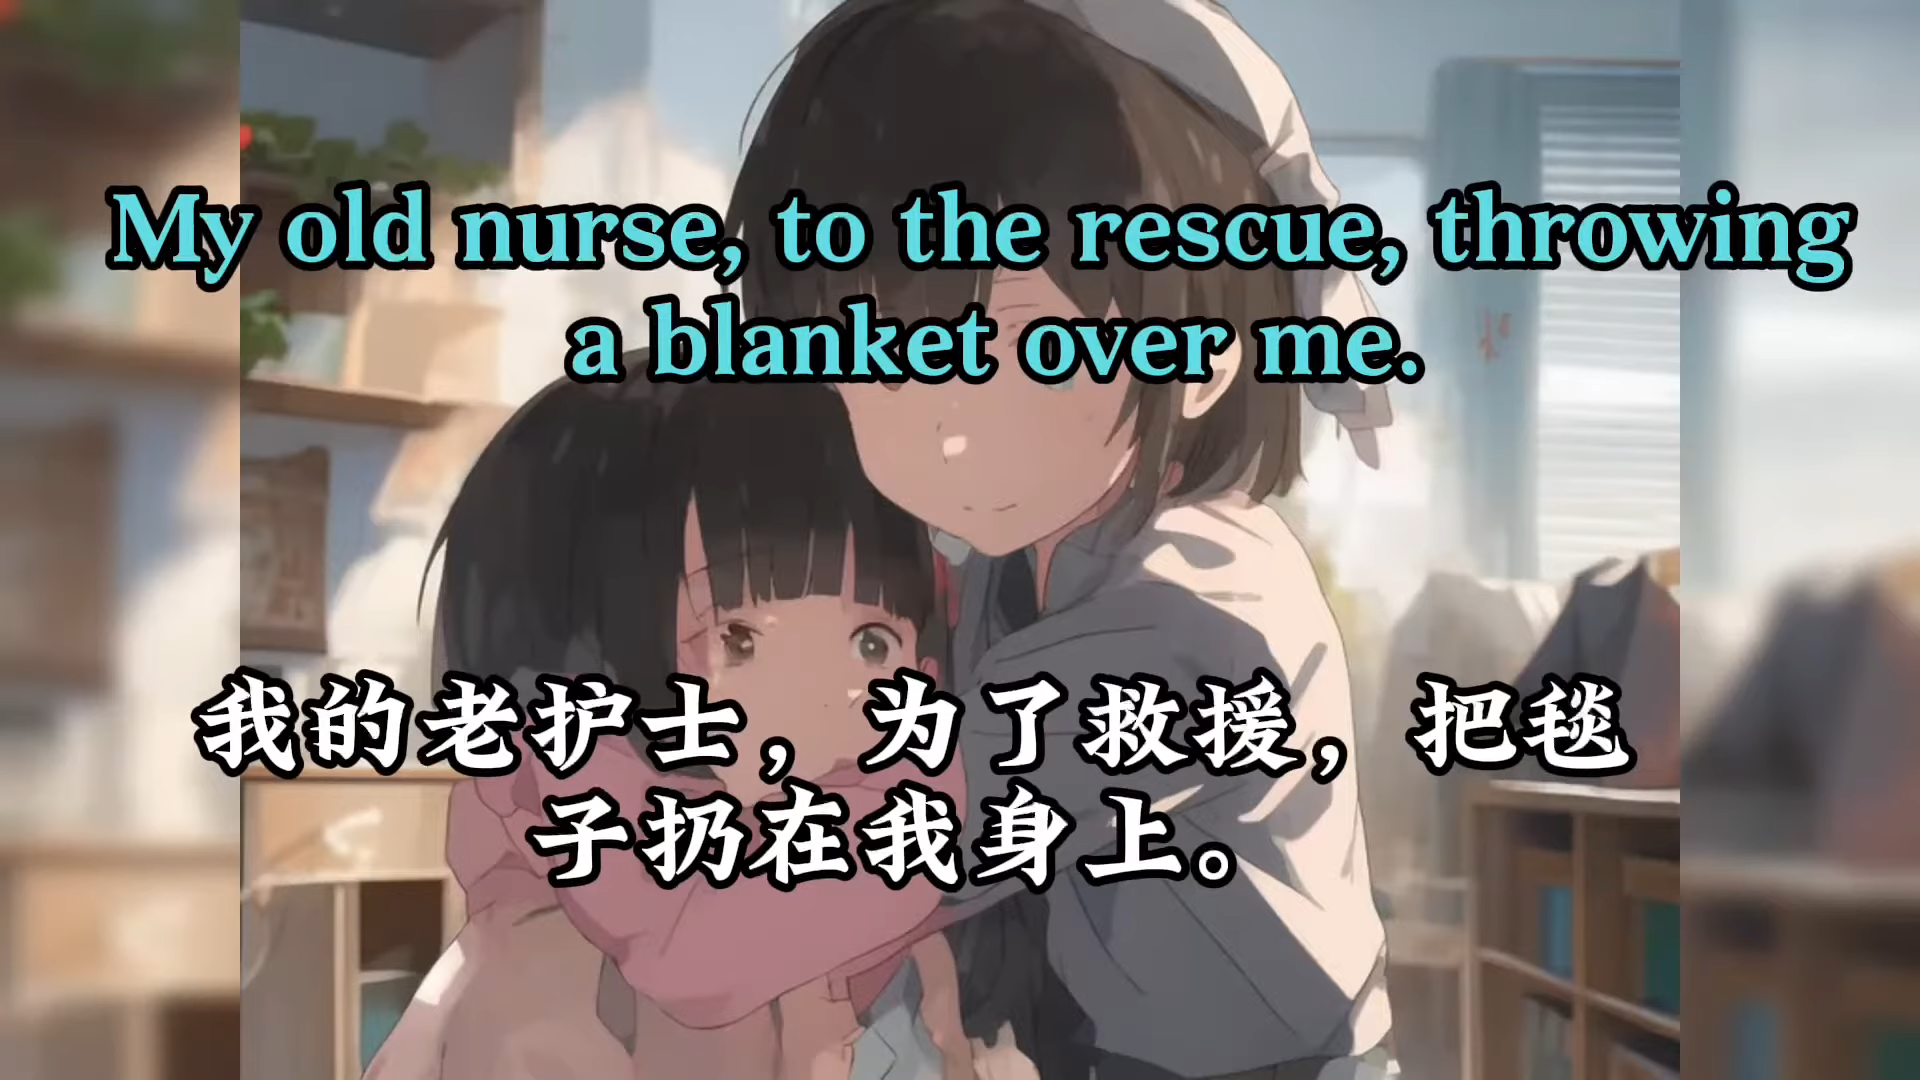 My old nurse, to the rescue, throwing
a blanket over me.
我的老护士，为了救援，把毯
子扔在我身上。